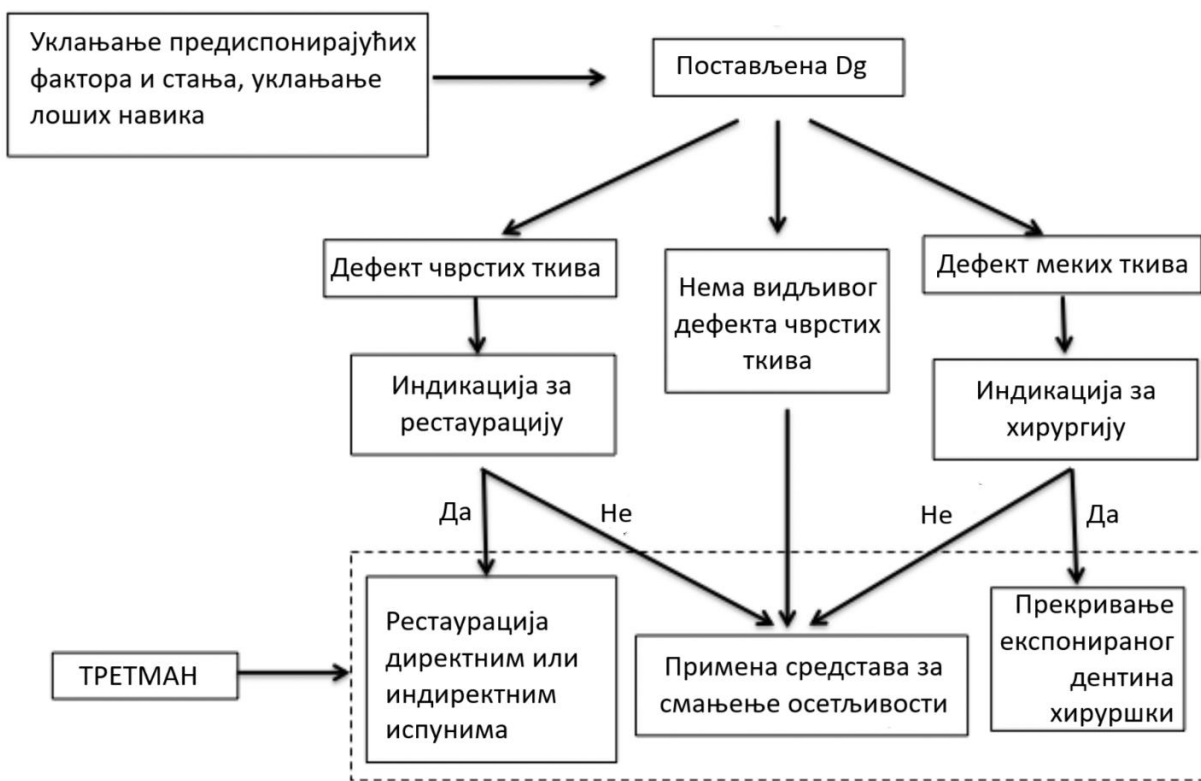 Уклањање предиспонирајућих
фактора и стања, уклањање
лоших навика
Постављена Dg
Дефект чврстих ткива
Нема видљивог
дефекта чврстих
ткива
Дефект меких ткива
Индикација за
рестаурацију
Индикација за
хирургију
Да
Не
Не
Да
ТРЕТМАН
Рестаурација
директним или
индиректним
испунима
Примена средстава за
смањење осетљивости
Прекривање
експонираног
дентина
хируршки